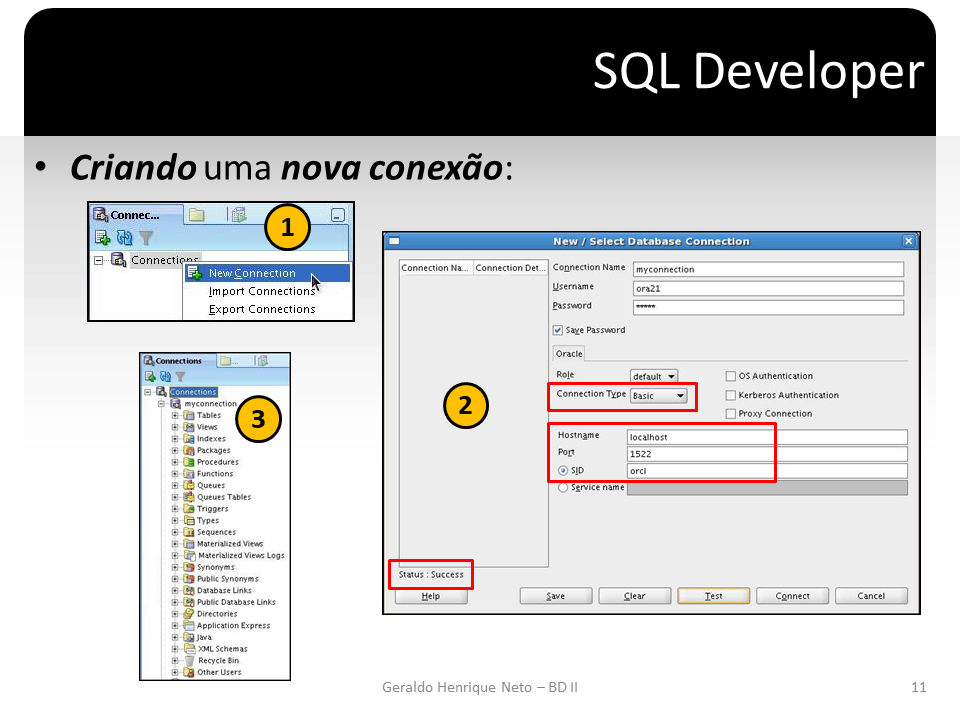 SQL Developer
• Criando uma nova conexão:
Connec...
1
Connections
New Connection
Import Connections
Export Connections
New / Select Database Connection
Connection Na... Connection Det...
Connection Name myconnection
Username ora21
Password *****
Save Password
Oracle
Role default
OS Authentication
Connection Type Basic
Kerberos Authentication
Proxy Connection
2
Hostname localhost
Port 1522
SID orcl
Service name
Status : Success
Help Save Clear Test Connect Cancel
Connections
Connections
myconnection
3
Tables
Views
Indexes
Packages
Procedures
Functions
Queues
Queues Tables
Triggers
Types
Sequences
Materialized Views
Materialized Views Logs
Synonyms
Public Synonyms
Database Links
Public Database Links
Directories
Application Express
Java
XML Schemas
Recycle Bin
Other Users
Geraldo Henrique Neto – BD II
11